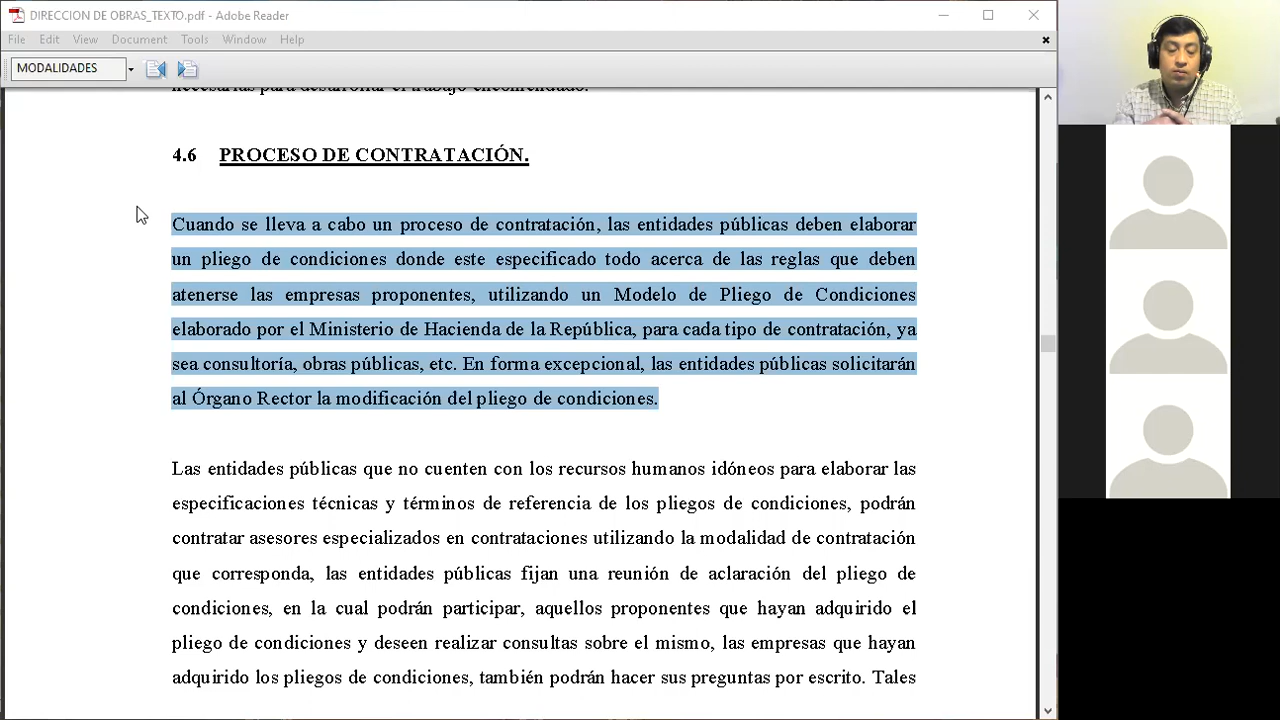 DIRECCION DE OBRAS_TEXTO.pdf - Adobe Reader
File Edit View Document Tools Window Help
MODALIDADES
necesarias para desarrollar el trabajo encomendado.
4.6 PROCESO DE CONTRATACIÓN.
Cuando se lleva a cabo un proceso de contratación, las entidades públicas deben elaborar
un pliego de condiciones donde este especificado todo acerca de las reglas que deben
atenerse las empresas proponentes, utilizando un Modelo de Pliego de Condiciones
elaborado por el Ministerio de Hacienda de la República, para cada tipo de contratación, ya
sea consultoría, obras públicas, etc. En forma excepcional, las entidades públicas solicitarán
al Órgano Rector la modificación del pliego de condiciones.
Las entidades públicas que no cuenten con los recursos humanos idóneos para elaborar las
especificaciones técnicas y términos de referencia de los pliegos de condiciones, podrán
contratar asesores especializados en contrataciones utilizando la modalidad de contratación
que corresponda, las entidades públicas fijan una reunión de aclaración del pliego de
condiciones, en la cual podrán participar, aquellos proponentes que hayan adquirido el
pliego de condiciones y deseen realizar consultas sobre el mismo, las empresas que hayan
adquirido los pliegos de condiciones, también podrán hacer sus preguntas por escrito. Tales